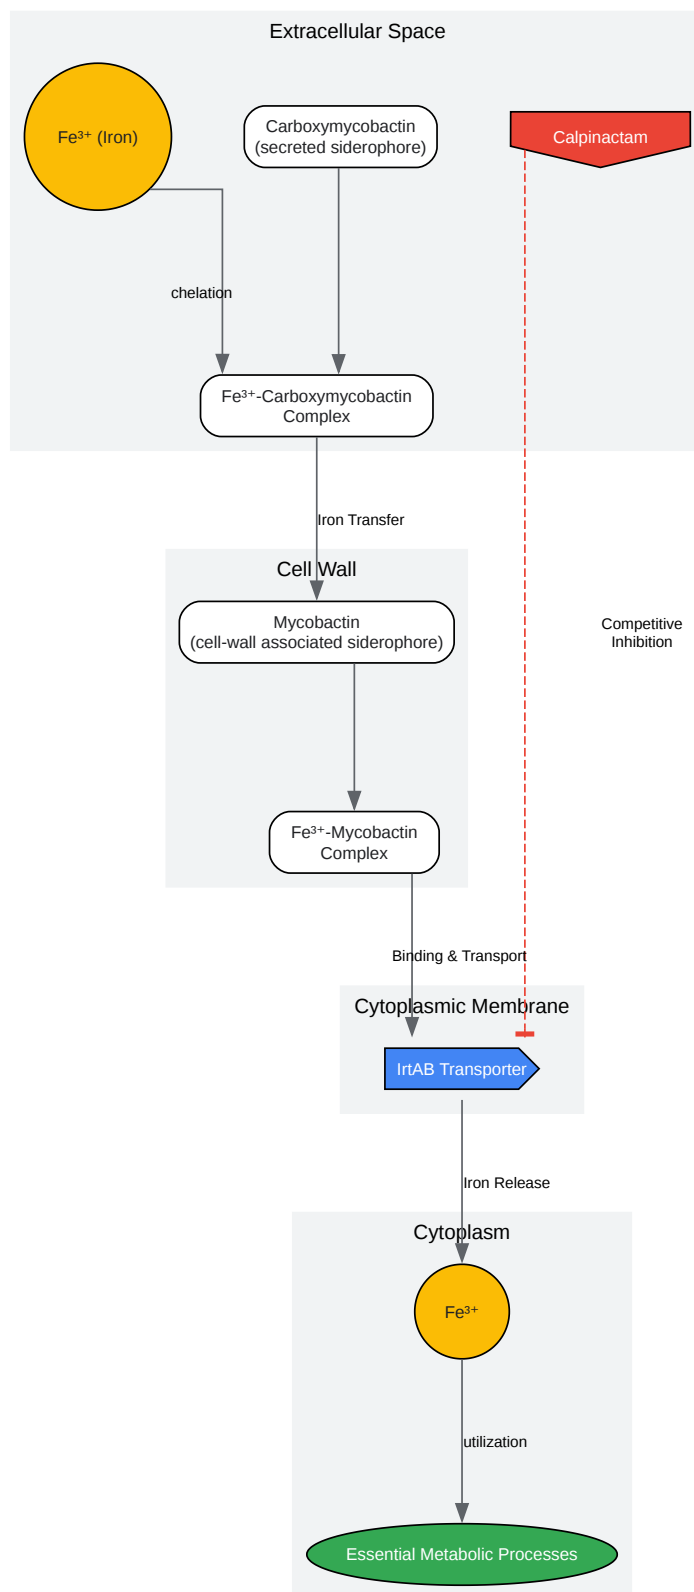 Extracellular Space
Fe³⁺ (Iron)
Carboxymycobactin
(secreted siderophore)
Calpinactam
chelation
Fe³⁺-Carboxymycobactin
Complex
Iron Transfer
Cell Wall
Mycobactin
(cell-wall associated siderophore)
Competitive
Inhibition
Fe³⁺-Mycobactin
Complex
Binding & Transport
Cytoplasmic Membrane
IrtAB Transporter
Iron Release
Cytoplasm
Fe³⁺
utilization
Essential Metabolic Processes